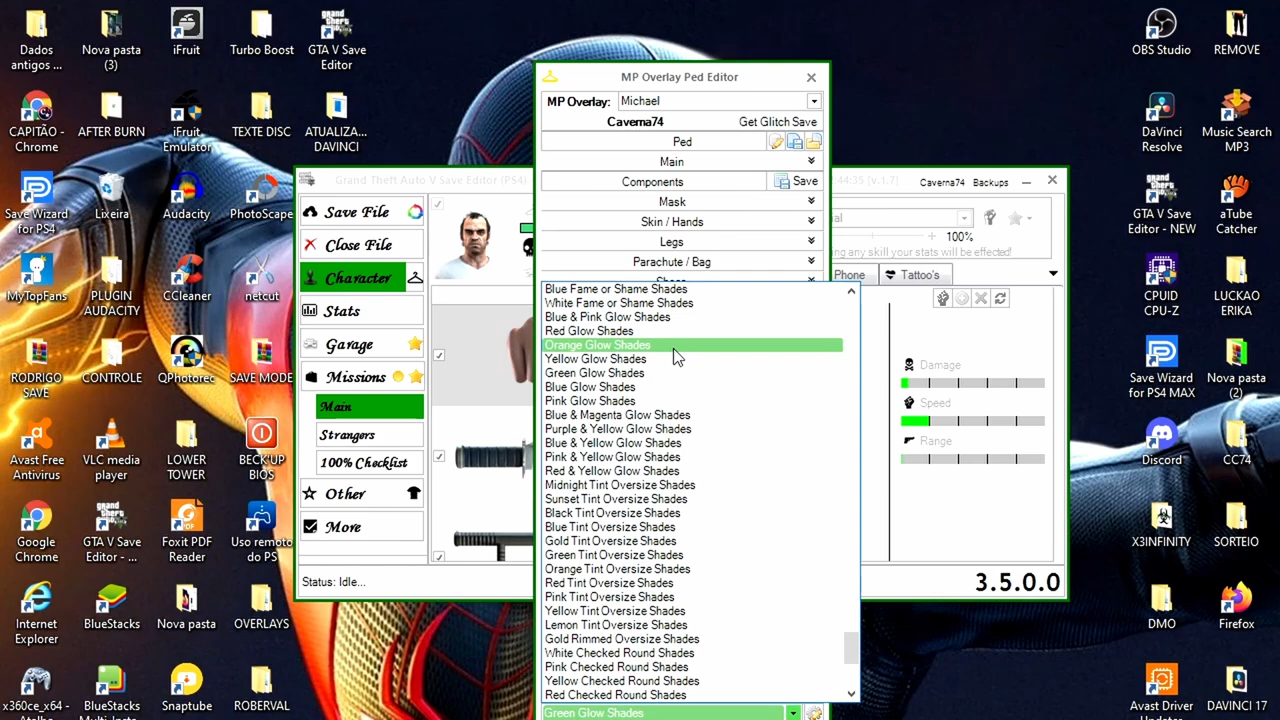 Dados
antigos ...
Nova pasta
(3)
iFruit
Turbo Boost
GTA V Save
Editor
CAPITÃO -
Chrome
AFTER BURN
iFruit
Emulator
TEXTE DISC
ATUALIZA...
DAVINCI
Save Wizard
for PS4
Lixeira
Audacity
PhotoScape
MyTopFans
PLUGIN
AUDACITY
CCleaner
netcut
RODRIGO
SAVE
CONTROLE
QPhotorec
SAVE MODE
Avast Free
Antivirus
VLC media
player
LOWER
TOWER
BECK'UP
BIOS
Google
Chrome
GTA V Save
Editor - ...
Foxit PDF
Reader
Uso remoto
do PS
Internet
Explorer
BlueStacks
Nova pasta
OVERLAYS
x360ce_x64 -
BlueStacks
Snaptube
ROBERVAL
Grand Theft Auto V Save Editor (PS4)
:44:35 [v.1.7]
Caverna74
Backups
Save File
Close File
Character
Stats
Garage
Missions
Main
Strangers
100% Checklist
Other
More
Status: Idle...
MP Overlay Ped Editor
MP Overlay:
Michael
Caverna74
Get Glitch Save
Ped
Main
Components
Save
Mask
Skin / Hands
Legs
Parachute / Bag
Blue Fame or Shame Shades
White Fame or Shame Shades
Blue & Pink Glow Shades
Red Glow Shades
Orange Glow Shades
Yellow Glow Shades
Green Glow Shades
Blue Glow Shades
Pink Glow Shades
Blue & Magenta Glow Shades
Purple & Yellow Glow Shades
Blue & Yellow Glow Shades
Pink & Yellow Glow Shades
Red & Yellow Glow Shades
Midnight Tint Oversize Shades
Sunset Tint Oversize Shades
Black Tint Oversize Shades
Blue Tint Oversize Shades
Gold Tint Oversize Shades
Green Tint Oversize Shades
Orange Tint Oversize Shades
Red Tint Oversize Shades
Pink Tint Oversize Shades
Yellow Tint Oversize Shades
Lemon Tint Oversize Shades
Gold Rimmed Oversize Shades
White Checked Round Shades
Pink Checked Round Shades
Yellow Checked Round Shades
Red Checked Round Shades
Green Glow Shades
100%
ing any skill your stats will be effected!
Phone
Tattoo's
Damage
Speed
Range
3.5.0.0
OBS Studio
REMOVE
DaVinci
Resolve
Music Search
MP3
GTA V Save
Editor - NEW
aTube
Catcher
CPUID
CPU-Z
LUCKAO
ERIKA
Save Wizard
for PS4 MAX
Nova pasta
(2)
Discord
CC74
X3INFINITY
SORTEIO
DMO
Firefox
Avast Driver
DAVINCI 17